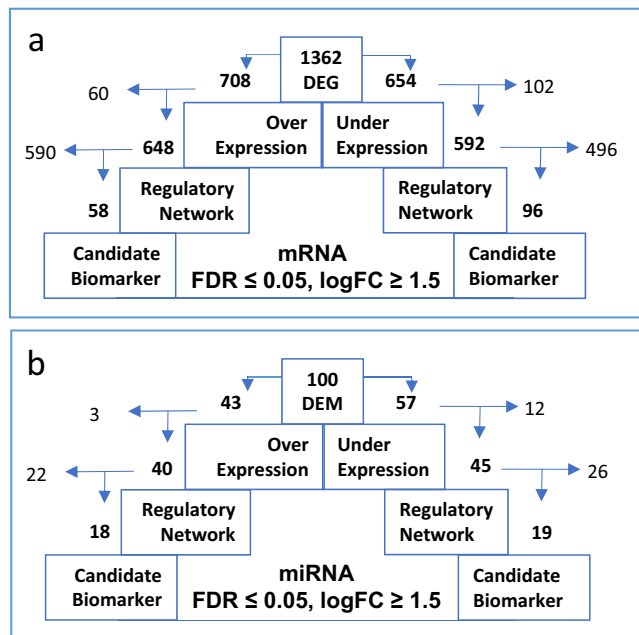 a
1362
DEG
708
654
60
102
Over
Expression
Under
Expression
590
648
592
496
Regulatory
Network
Regulatory
Network
58
96
Candidate
Biomarker
mRNA
FDR ≤ 0.05, logFC ≥ 1.5
Candidate
Biomarker
b
100
DEM
43
57
3
12
Over
Expression
Under
Expression
22
40
45
26
Regulatory
Network
Regulatory
Network
18
19
Candidate
Biomarker
miRNA
FDR ≤ 0.05, logFC ≥ 1.5
Candidate
Biomarker